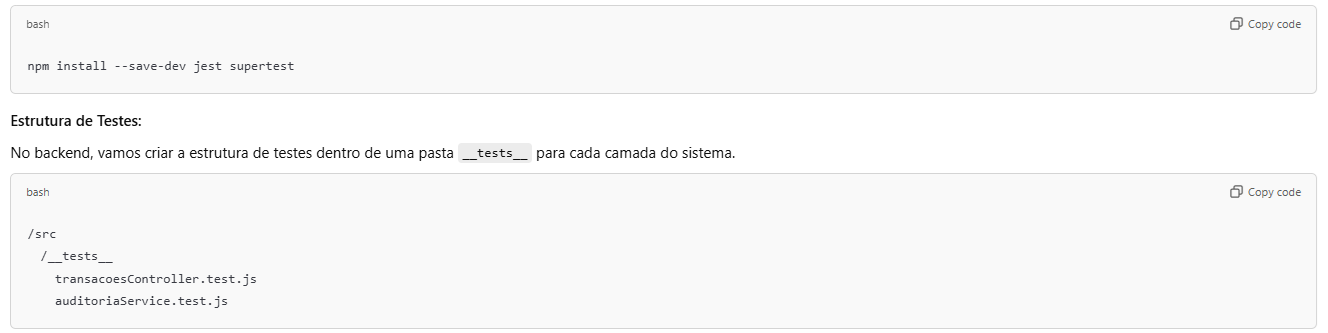 bash
Copy code
npm install --save-dev jest supertest
Estrutura de Testes:
No backend, vamos criar a estrutura de testes dentro de uma pasta __tests__ para cada camada do sistema.
bash
Copy code
/src
/__tests__
transacoesController.test.js
auditoriaService.test.js